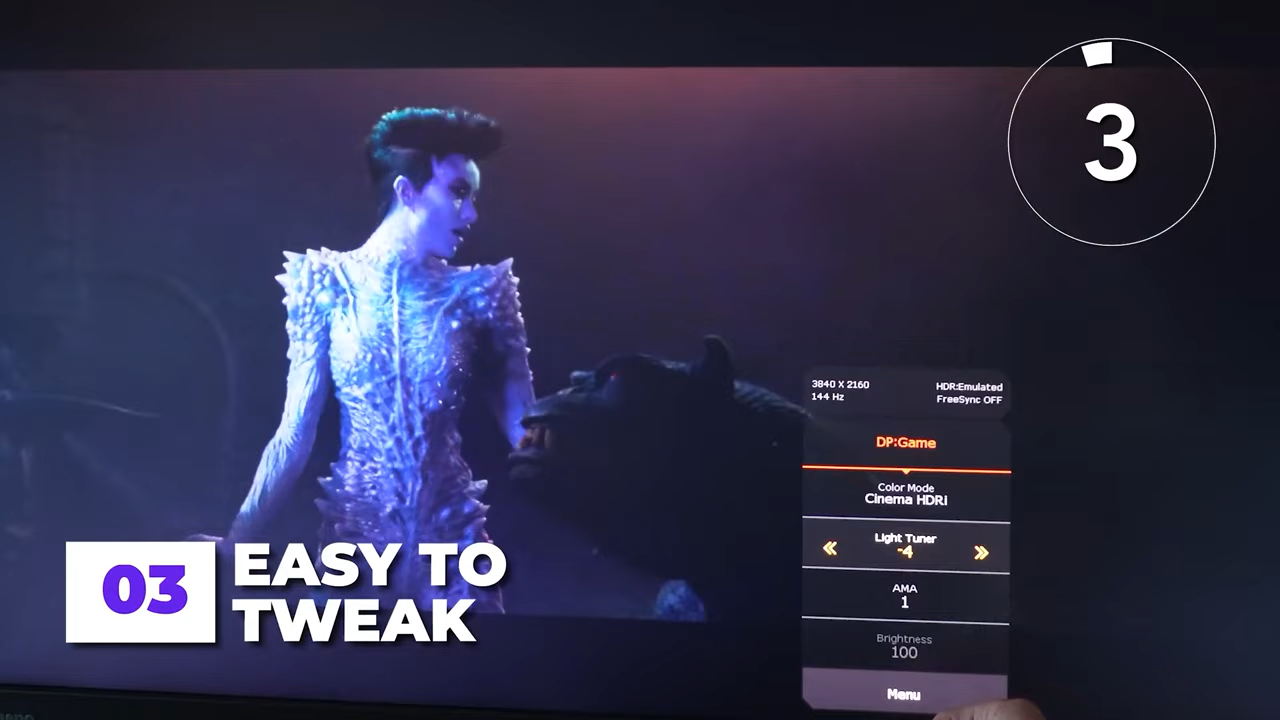 3
3840 X 2160
HDR:Emulated
144 Hz
FreeSync OFF
DP:Game
Color Mode
Cinema HDRi
Light Tuner
-4
AMA
1
Brightness
100
Menu
03
EASY TO
TWEAK